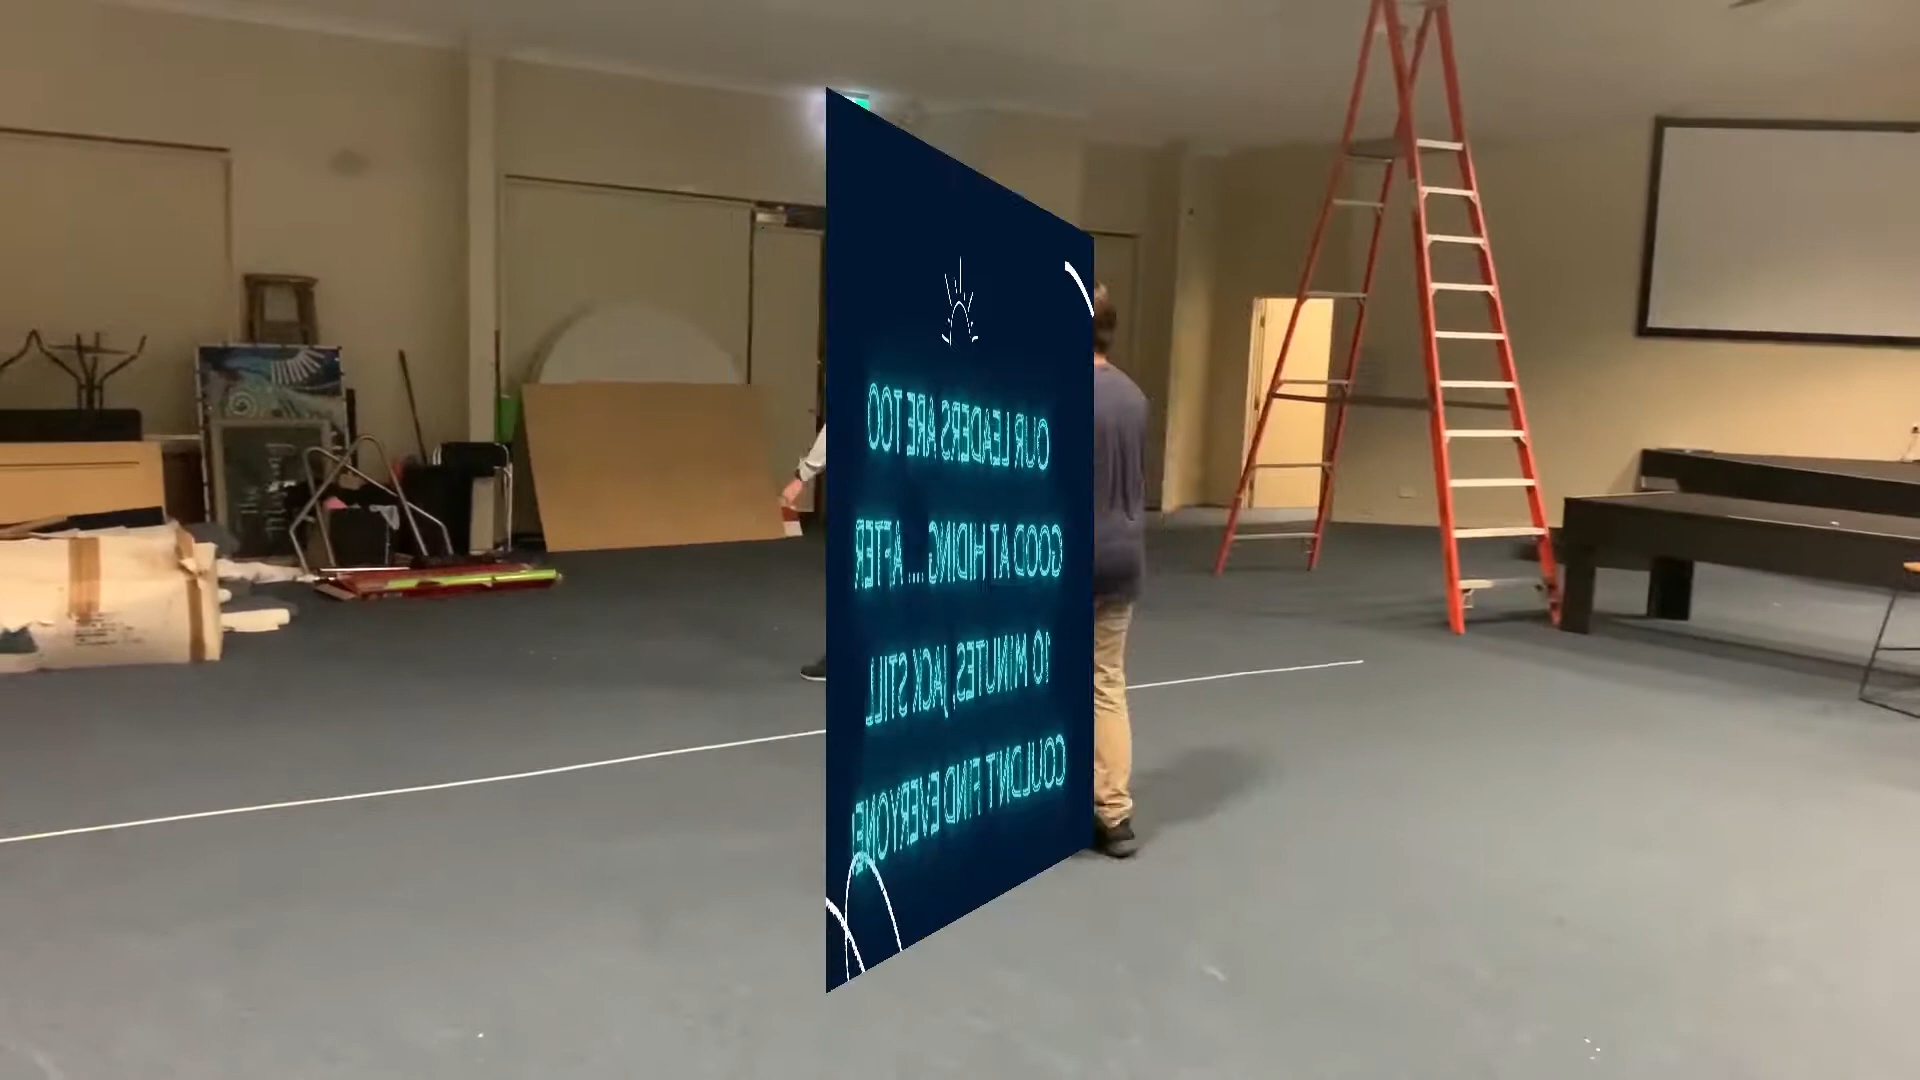 OUR LEADERS ARE TOO
GOOD AT HIDING.... AFTER
10 MINUTES, JACK STILL
COULDN'T FIND EVERYONE!